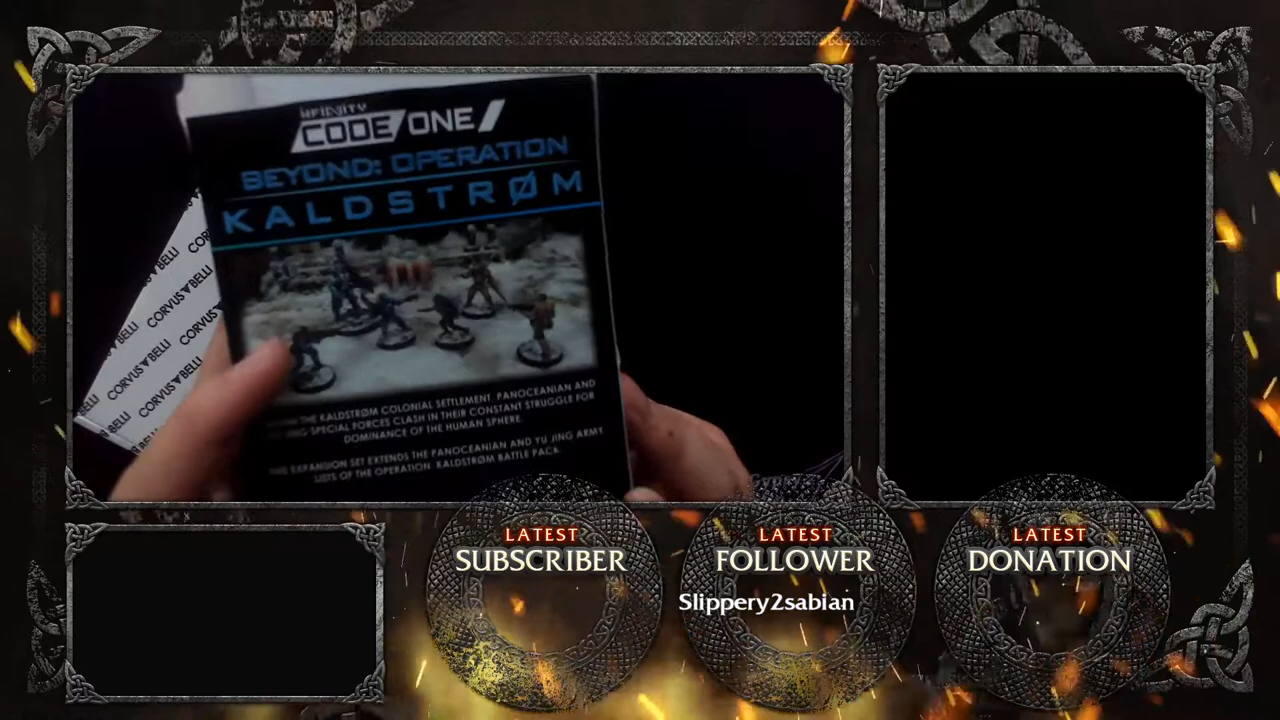 INFINITY
CODE ONE
BEYOND: OPERATION
KALDSTRØM
THE KALDSTRØM COLONIAL SETTLEMENT, PANOCEANIAN AND
SPECIAL FORCES CLASH IN THEIR CONSTANT STRUGGLE FOR
DOMINANCE OF THE HUMAN SPHERE.
THIS EXPANSION SET EXTENDS THE PANOCEANIAN AND YU JING ARMY
LISTS OF THE OPERATION KALDSTRØM BATTLE PACK.
CORVUS BELLI
CORVUS BELLI
CORVUS BELLI
CORVUS BELLI
LATEST
SUBSCRIBER
LATEST
FOLLOWER
Slippery2sabian
LATEST
DONATION